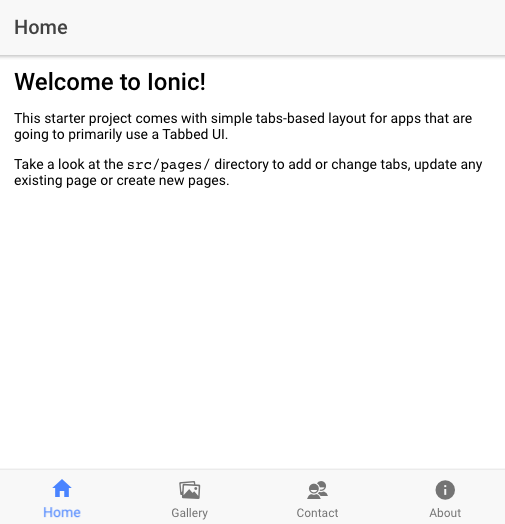 Home
Welcome to Ionic!
This starter project comes with simple tabs-based layout for apps that are
going to primarily use a Tabbed UI.
Take a look at the src/pages/ directory to add or change tabs, update any
existing page or create new pages.
Home
Gallery
Contact
About